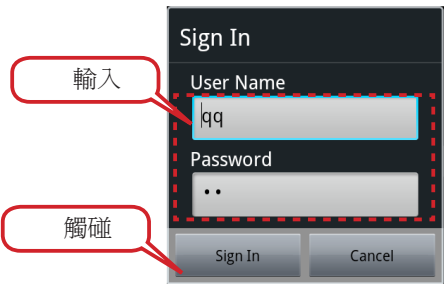 Sign In
輸入
User Name
qq
Password
••
觸碰
Sign In
Cancel